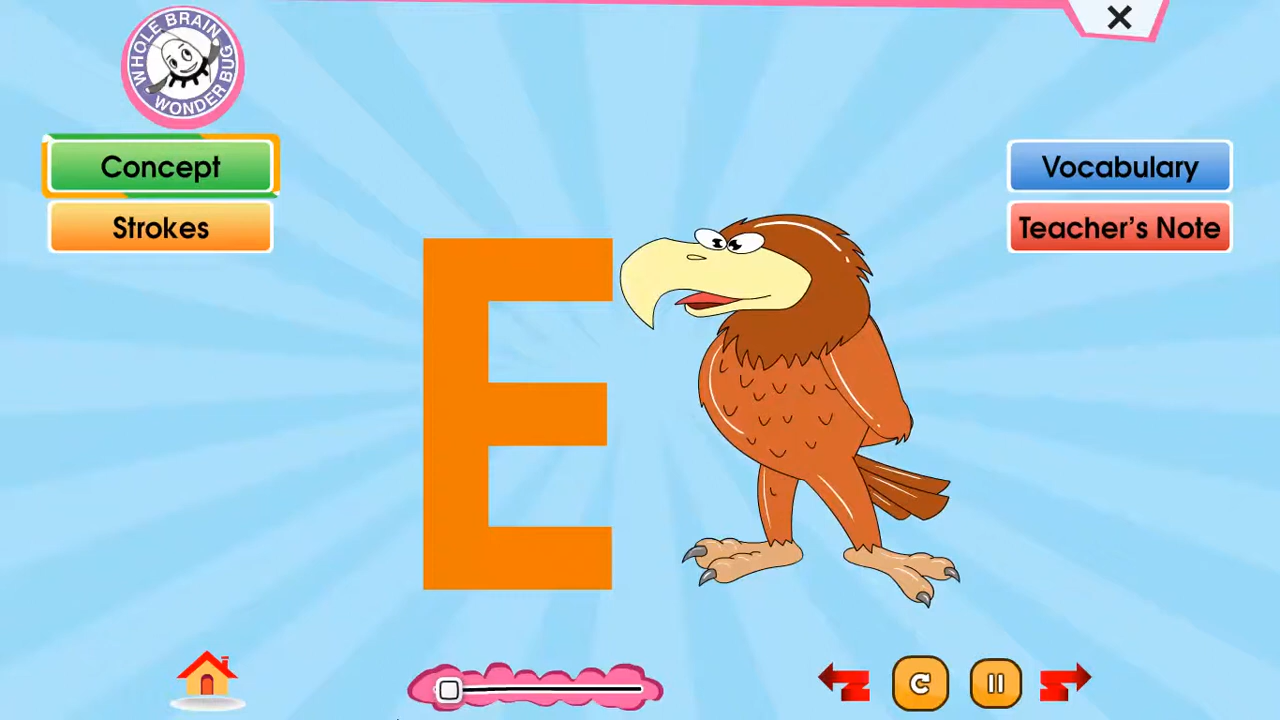 WHOLE BRAIN
WONDER BUG
Concept
Strokes
Vocabulary
Teacher's Note
E